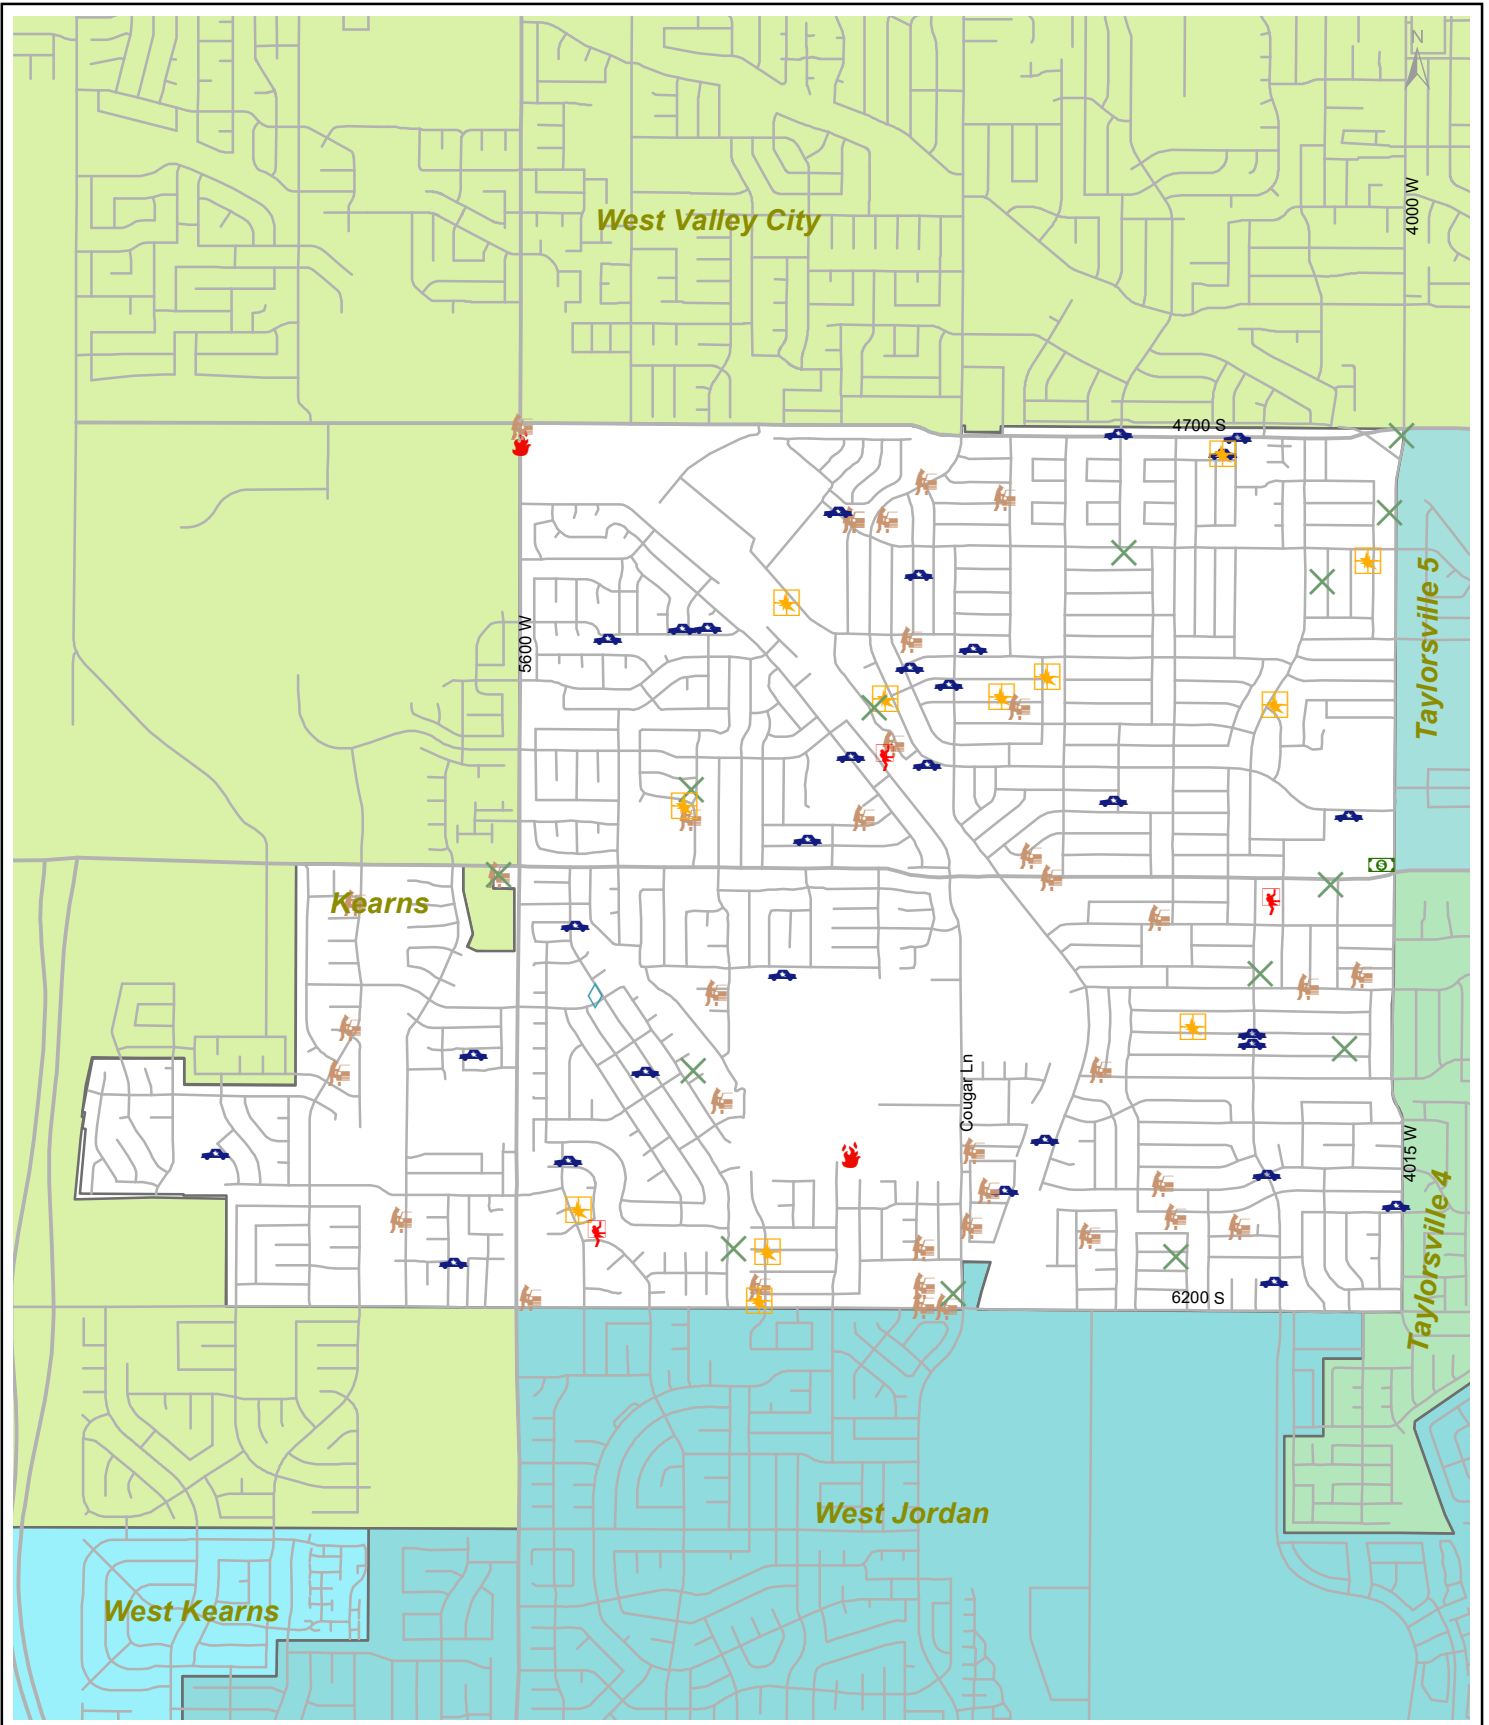 N
4000 W
West Valley City
4700 S
Taylorsville 5
5600 W
$
Kearns
Cougar Ln
4015 W
Taylorsville 4
6200 S
West Jordan
West Kearns